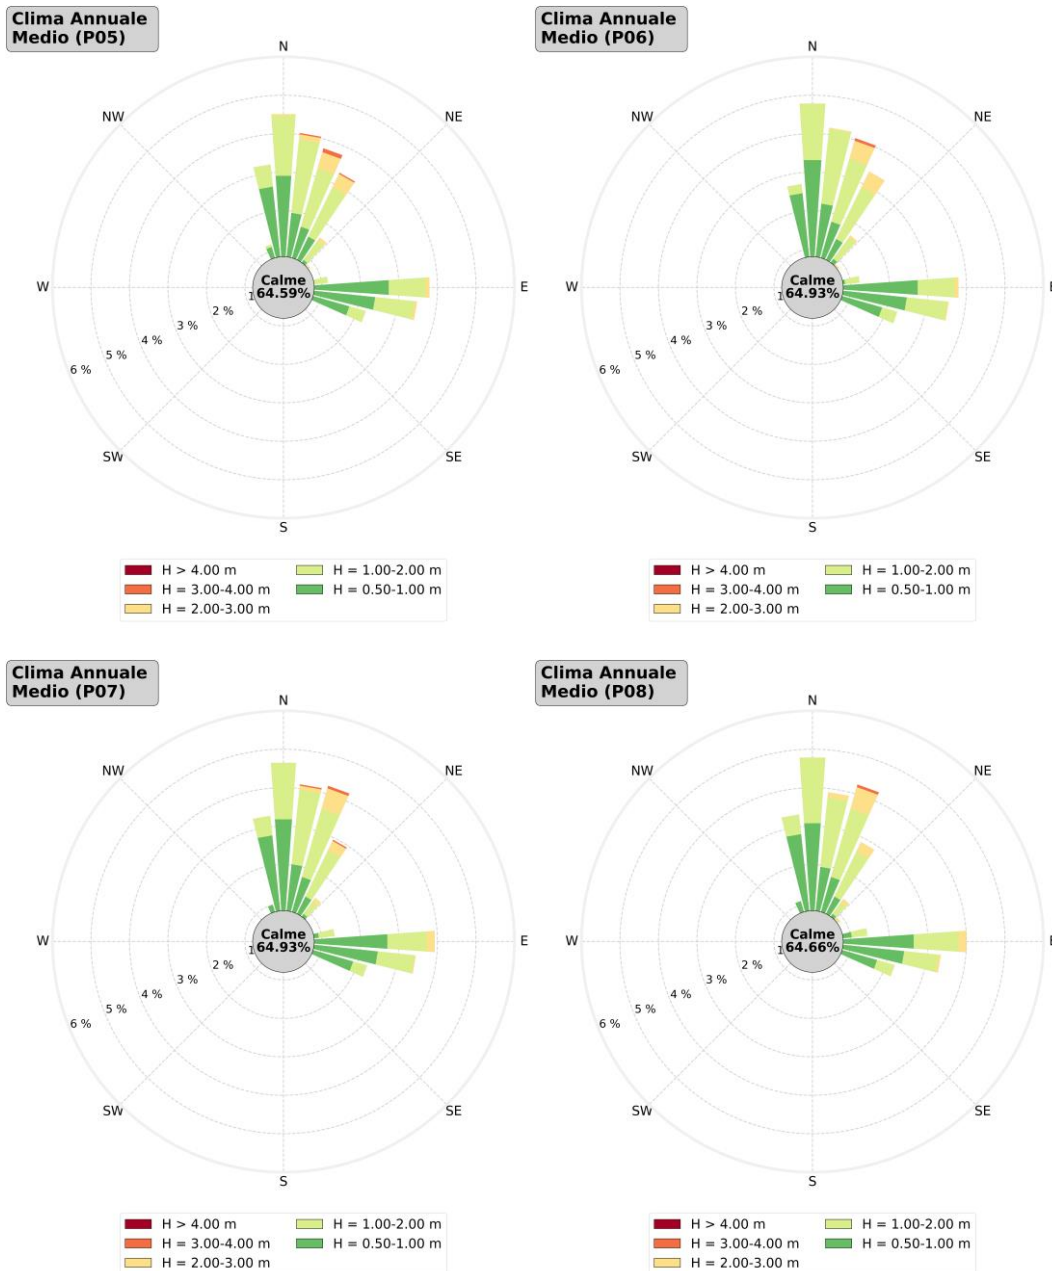 Clima Annuale
Medio (P05)
N
NW
NE
W
E
Calme
64.59%
1
2 %
3 %
4 %
5 %
6 %
SW
SE
S
H > 4.00 m
H = 3.00-4.00 m
H = 2.00-3.00 m
H = 1.00-2.00 m
H = 0.50-1.00 m
Clima Annuale
Medio (P06)
N
NW
NE
W
E
Calme
64.93%
1
2 %
3 %
4 %
5 %
6 %
SW
SE
S
H > 4.00 m
H = 3.00-4.00 m
H = 2.00-3.00 m
H = 1.00-2.00 m
H = 0.50-1.00 m
Clima Annuale
Medio (P07)
N
NW
NE
W
E
Calme
64.93%
1
2 %
3 %
4 %
5 %
6 %
SW
SE
S
H > 4.00 m
H = 3.00-4.00 m
H = 2.00-3.00 m
H = 1.00-2.00 m
H = 0.50-1.00 m
Clima Annuale
Medio (P08)
N
NW
NE
W
E
Calme
64.66%
1
2 %
3 %
4 %
5 %
6 %
SW
SE
S
H > 4.00 m
H = 3.00-4.00 m
H = 2.00-3.00 m
H = 1.00-2.00 m
H = 0.50-1.00 m